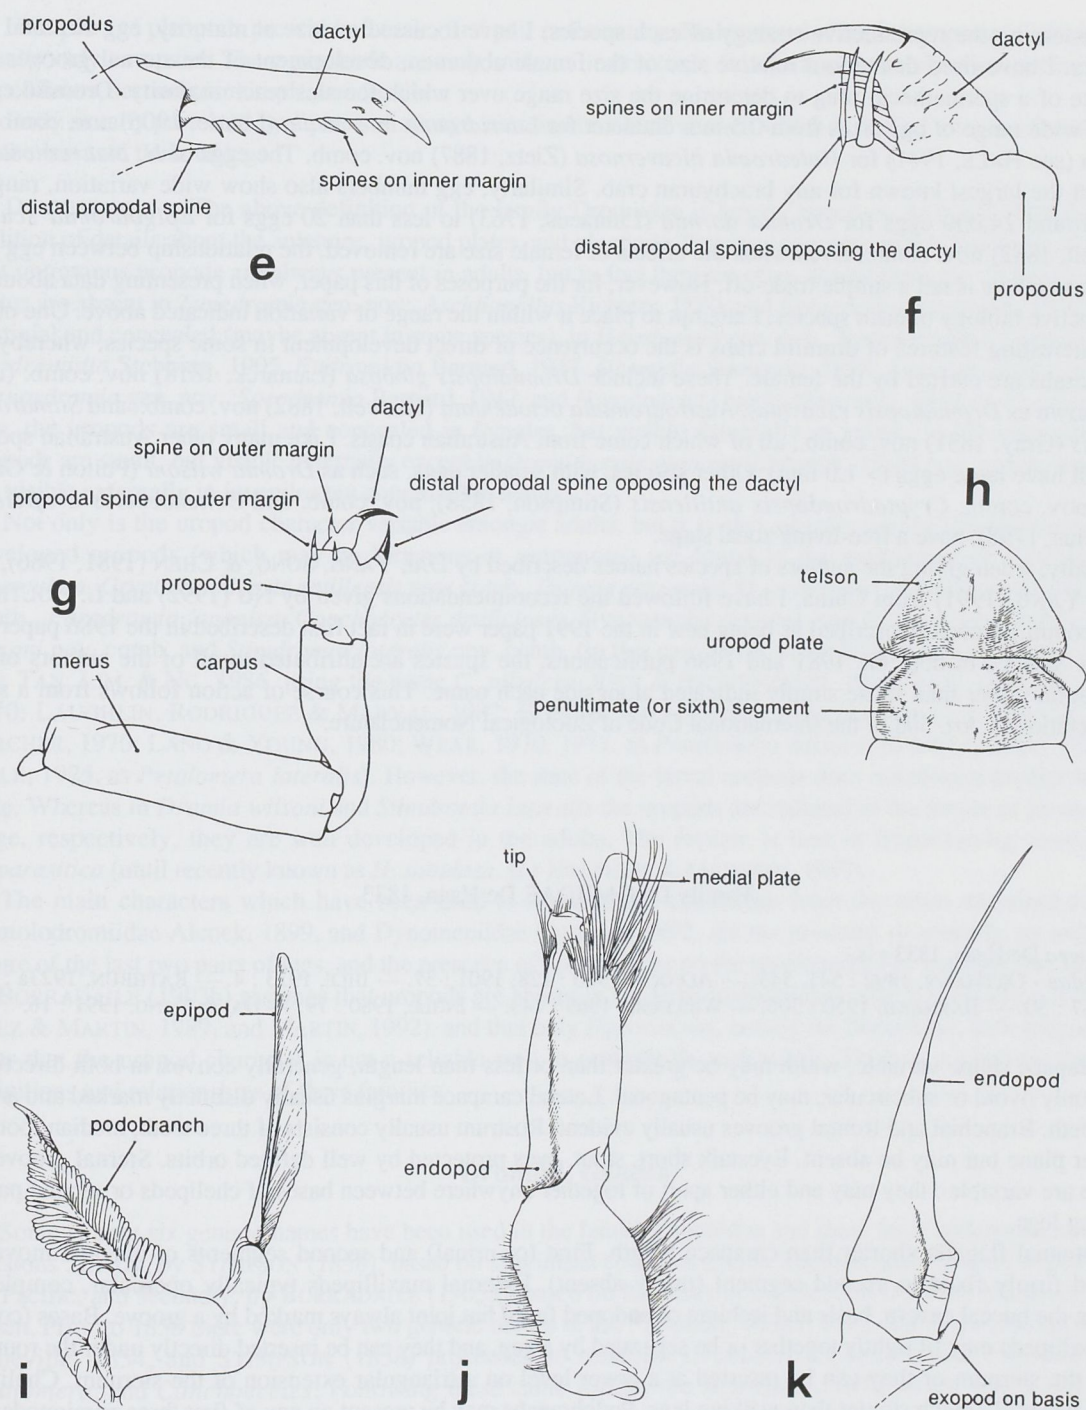 propodus
dactyl
spines on inner margin
distal propodal spine
e
dactyl
spines on inner margin
distal propodal spines opposing the dactyl
propodus
f
dactyl
spine on outer margin
propodal spine on outer margin
distal propodal spine opposing the dactyl
g
propodus
merus
carpus
h
telson
uropod plate
penultimate (or sixth) segment
epipod
podobranch
i
tip
medial plate
endopod
j
endopod
exopod on basis
k